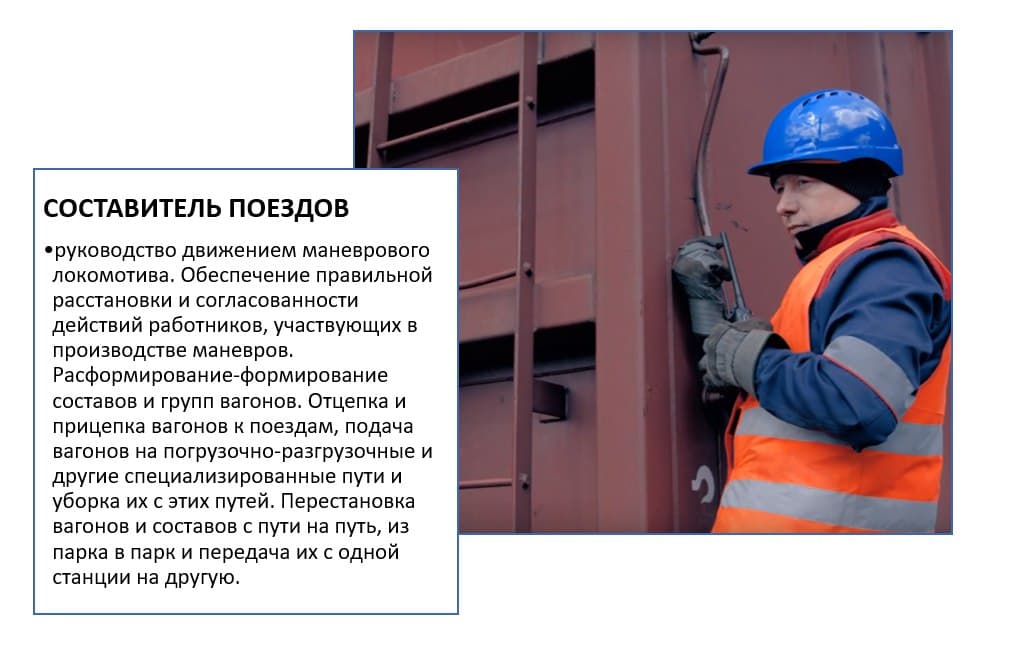 СОСТАВИТЕЛЬ ПОЕЗДОВ
•руководство движением маневрового
локомотива. Обеспечение правильной
расстановки и согласованности
действий работников, участвующих в
производстве маневров.
Расформирование-формирование
составов и групп вагонов. Отцепка и
прицепка вагонов к поездам, подача
вагонов на погрузочно-разгрузочные и
другие специализированные пути и
уборка их с этих путей. Перестановка
вагонов и составов с пути на путь, из
парка в парк и передача их с одной
станции на другую.